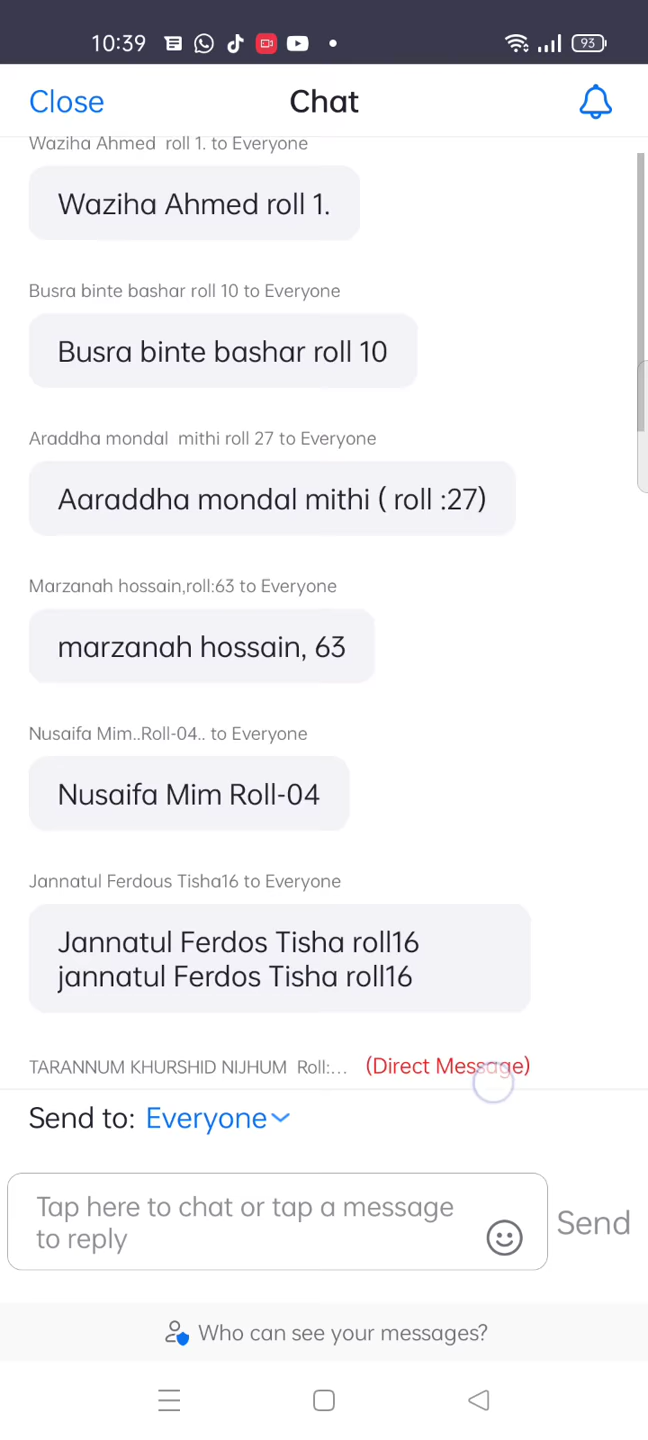 10:39
93
Close
Chat
Waziha Ahmed roll 1. to Everyone
Waziha Ahmed roll 1.
Busra binte bashar roll 10 to Everyone
Busra binte bashar roll 10
Araddha mondal mithi roll 27 to Everyone
Aaraddha mondal mithi ( roll :27)
Marzanah hossain,roll:63 to Everyone
marzanah hossain, 63
Nusaifa Mim..Roll-04.. to Everyone
Nusaifa Mim Roll-04
Jannatul Ferdous Tisha16 to Everyone
Jannatul Ferdos Tisha roll16
jannatul Ferdos Tisha roll16
TARANNUM KHURSHID NIJHUM Roll:... (Direct Message)
Send to: Everyone
Tap here to chat or tap a message
to reply
Send
Who can see your messages?